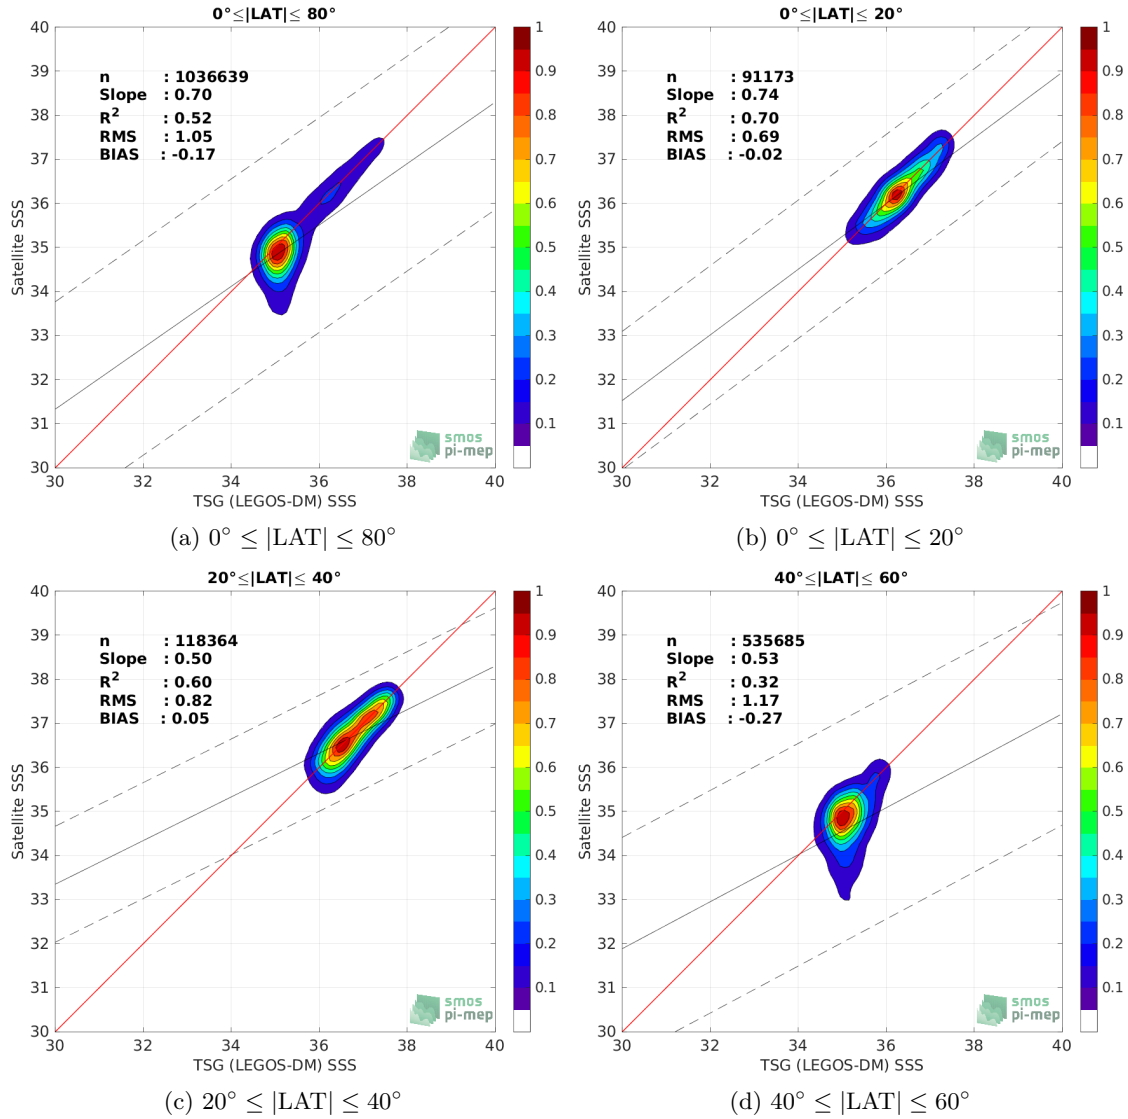 0°≤|LAT|≤ 80°
n : 1036639
Slope : 0.70
R² : 0.52
RMS : 1.05
BIAS : -0.17
40
39
38
37
36
35
34
33
32
31
30
Satellite SSS
30 32 34 36 38 40
TSG (LEGOS-DM) SSS
1
0.9
0.8
0.7
0.6
0.5
0.4
0.3
0.2
0.1
smos
pi-mep
(a) 0° ≤ |LAT| ≤ 80°
0°≤|LAT|≤ 20°
n : 91173
Slope : 0.74
R² : 0.70
RMS : 0.69
BIAS : -0.02
40
39
38
37
36
35
34
33
32
31
30
Satellite SSS
30 32 34 36 38 40
TSG (LEGOS-DM) SSS
1
0.9
0.8
0.7
0.6
0.5
0.4
0.3
0.2
0.1
smos
pi-mep
(b) 0° ≤ |LAT| ≤ 20°
20°≤|LAT|≤ 40°
n : 118364
Slope : 0.50
R² : 0.60
RMS : 0.82
BIAS : 0.05
40
39
38
37
36
35
34
33
32
31
30
Satellite SSS
30 32 34 36 38 40
TSG (LEGOS-DM) SSS
1
0.9
0.8
0.7
0.6
0.5
0.4
0.3
0.2
0.1
smos
pi-mep
(c) 20° ≤ |LAT| ≤ 40°
40°≤|LAT|≤ 60°
n : 535685
Slope : 0.53
R² : 0.32
RMS : 1.17
BIAS : -0.27
40
39
38
37
36
35
34
33
32
31
30
Satellite SSS
30 32 34 36 38 40
TSG (LEGOS-DM) SSS
1
0.9
0.8
0.7
0.6
0.5
0.4
0.3
0.2
0.1
smos
pi-mep
(d) 40° ≤ |LAT| ≤ 60°